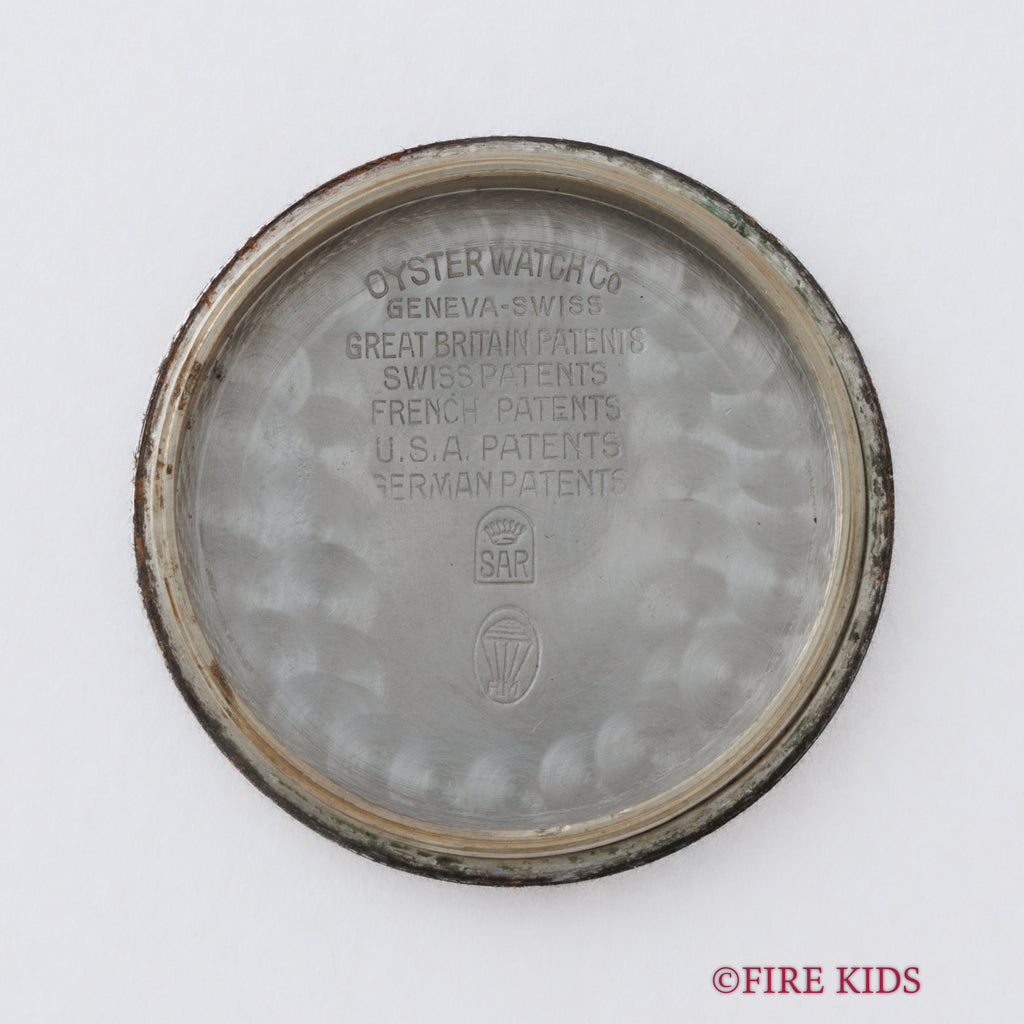 OYSTER WATCH Co
GENEVA-SWISS
GREAT BRITAIN PATENTS
SWISS PATENTS
FRENCH PATENTS
U.S.A. PATENTS
GERMAN PATENTS
SAR
©FIRE KIDS